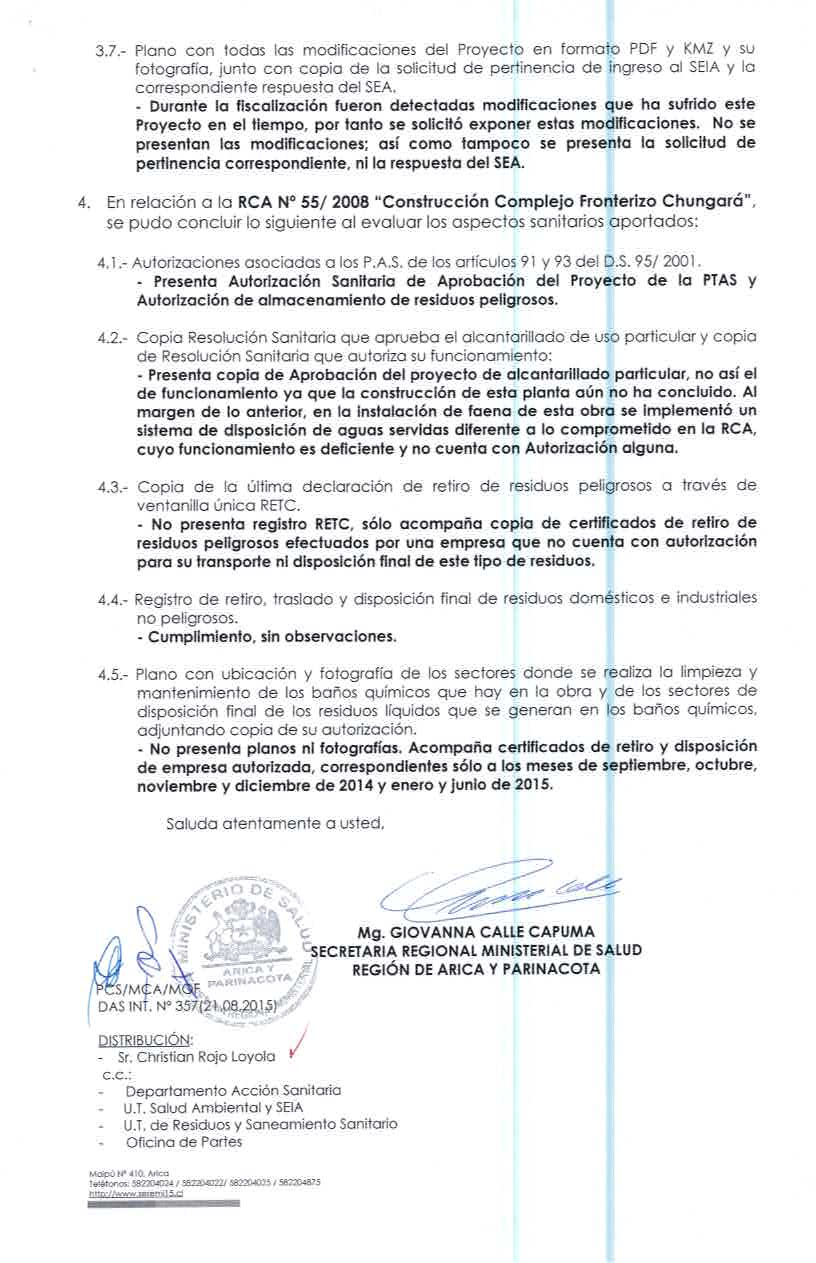 3.7.- Plano con todas las modificaciones del Proyecto en formato PDF y KMZ y su
fotografía, junto con copia de la solicitud de pertinencia de ingreso al SEIA y la
correspondiente respuesta del SEA.
- Durante la fiscalización fueron detectadas modificaciones que ha sufrido este
Proyecto en el tiempo, por tanto se solicitó exponer estas modificaciones. No se
presentan las modificaciones; así como tampoco se presenta la solicitud de
pertinencia correspondiente, ni la respuesta del SEA.
4. En relación a la RCA Nº 55/ 2008 "Construcción Complejo Fronterizo Chungará",
se pudo concluir lo siguiente al evaluar los aspectos sanitarios aportados:
4.1.- Autorizaciones asociadas a los P.A.S. de los artículos 91 y 93 del D.S. 95/ 2001.
- Presenta Autorización Sanitaria de Aprobación del Proyecto de la PTAS y
Autorización de almacenamiento de residuos peligrosos.
4.2.- Copia Resolución Sanitaria que aprueba el alcantarillado de uso particular y copia
de Resolución Sanitaria que autoriza su funcionamiento:
- Presenta copia de Aprobación del proyecto de alcantarillado particular, no así el
de funcionamiento ya que la construcción de esta planta aún no ha concluido. Al
margen de lo anterior, en la instalación de faena de esta obra se implementó un
sistema de disposición de aguas servidas diferente a lo comprometido en la RCA,
cuyo funcionamiento es deficiente y no cuenta con Autorización alguna.
4.3.- Copia de la última declaración de retiro de residuos peligrosos a través de
ventanilla única RETC.
- No presenta registro RETC, sólo acompaña copia de certificados de retiro de
residuos peligrosos efectuados por una empresa que no cuenta con autorización
para su transporte ni disposición final de este tipo de residuos.
4.4.- Registro de retiro, traslado y disposición final de residuos domésticos e industriales
no peligrosos.
- Cumplimiento, sin observaciones.
4.5.- Plano con ubicación y fotografía de los sectores donde se realiza la limpieza y
mantenimiento de los baños químicos que hay en la obra y de los sectores de
disposición final de los residuos líquidos que se generan en los baños químicos,
adjuntando copia de su autorización.
- No presenta planos ni fotografías. Acompaña certificados de retiro y disposición
de empresa autorizada, correspondientes sólo a los meses de septiembre, octubre,
noviembre y diciembre de 2014 y enero y junio de 2015.
Saluda atentamente a usted,
MINISTERIO DE SALUD
ARICA Y
PARINACOTA
Mg. GIOVANNA CALLE CAPUMA
SECRETARIA REGIONAL MINISTERIAL DE SALUD
REGIÓN DE ARICA Y PARINACOTA
PCS/MCA/MGF
DAS INT. Nº 357(21.08.2015)
DISTRIBUCIÓN:
- Sr. Christian Rojo Loyola
c.c.:
- Departamento Acción Sanitaria
- U.T. Salud Ambiental y SEIA
- U.T. de Residuos y Saneamiento Sanitario
- Oficina de Partes
Maipú Nº 410, Arica
Teléfonos: 582204024 / 582204022/ 582204035 / 582204875
http://www.seremi15.cl